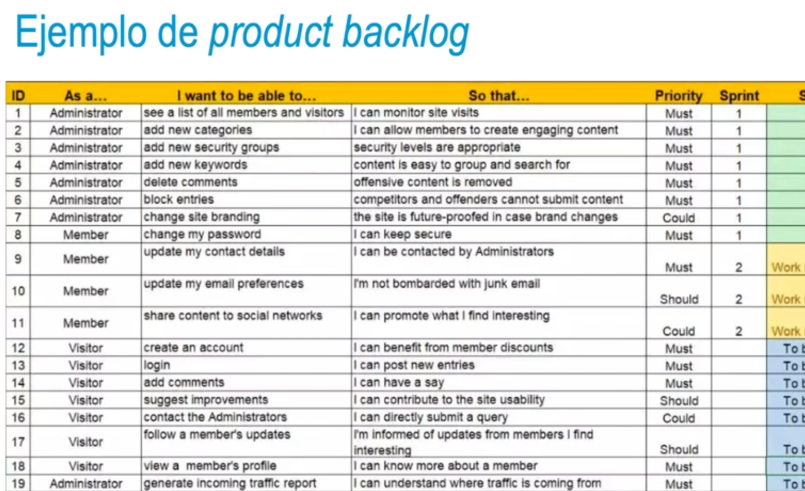 Ejemplo de product backlog
ID As a... I want to be able to... So that... Priority Sprint S
1 Administrator see a list of all members and visitors I can monitor site visits Must 1
2 Administrator add new categories I can allow members to create engaging content Must 1
3 Administrator add new security groups security levels are appropriate Must 1
4 Administrator add new keywords content is easy to group and search for Must 1
5 Administrator delete comments offensive content is removed Must 1
6 Administrator block entries competitors and offenders cannot submit content Must 1
7 Administrator change site branding the site is future-proofed in case brand changes Could 1
8 Member change my password I can keep secure Must 1
9 Member update my contact details I can be contacted by Administrators Must 2 Work
10 Member update my email preferences I'm not bombarded with junk email Should 2 Work
11 Member share content to social networks I can promote what I find interesting Could 2 Work
12 Visitor create an account I can benefit from member discounts Must To b
13 Visitor login I can post new entries Must To b
14 Visitor add comments I can have a say Must To b
15 Visitor suggest improvements I can contribute to the site usability Should To b
16 Visitor contact the Administrators I can directly submit a query Could To b
17 Visitor follow a member's updates I'm informed of updates from members I find
interesting Should To b
18 Visitor view a member's profile I can know more about a member Must To b
19 Administrator generate incoming traffic report I can understand where traffic is coming from Must To b